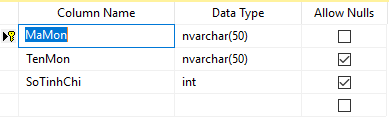 Column Name Data Type Allow Nulls
MaMon nvarchar(50)
TenMon nvarchar(50)
SoTinhChi int